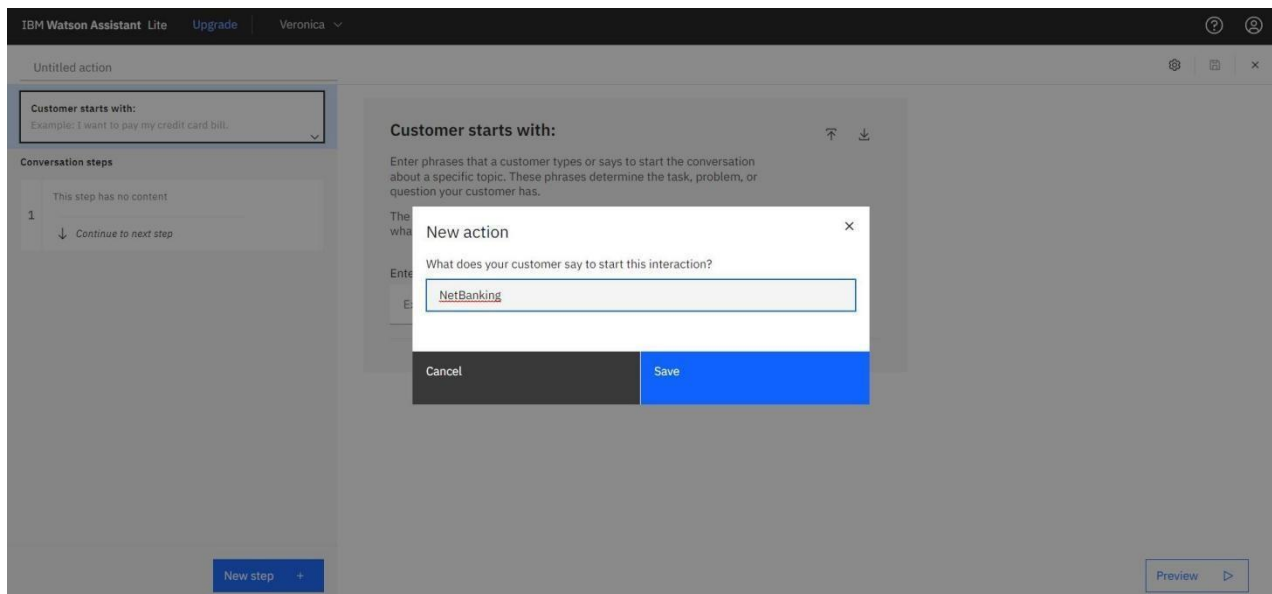 IBM Watson Assistant Lite Upgrade Veronica
Untitled action
Customer starts with:
Example: I want to pay my credit card bill.
Conversation steps
1
This step has no content
Continue to next step
New step +
Customer starts with:
Enter phrases that a customer types or says to start the conversation
about a specific topic. These phrases determine the task, problem, or
question your customer has.
The
wha
Ente
New action
What does your customer say to start this interaction?
NetBanking
Cancel
Save
Preview